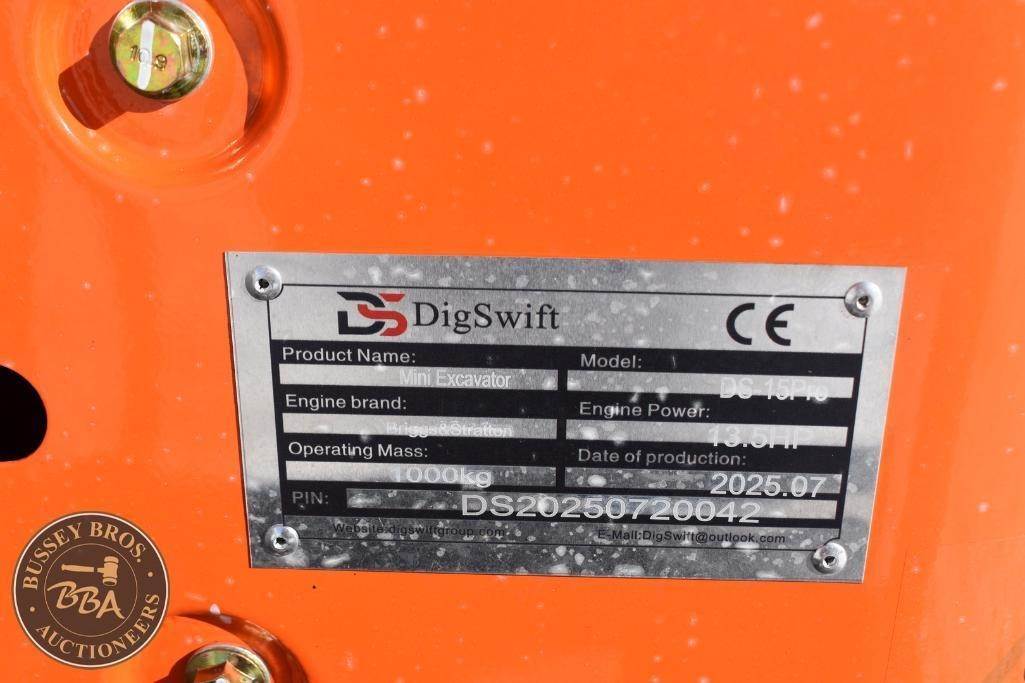 10.9
DS DigSwift CE
Product Name: Mini Excavator
Model: DS-15Pro
Engine brand: Briggs&Stratton
Engine Power: 13.5HP
Operating Mass: 1000kg
Date of production: 2025.07
PIN: DS20250720042
Website:digswiftgroup.com
E-Mail:DigSwift@outlook.com
BUSSEY BROS.
BBA
AUCTIONEERS